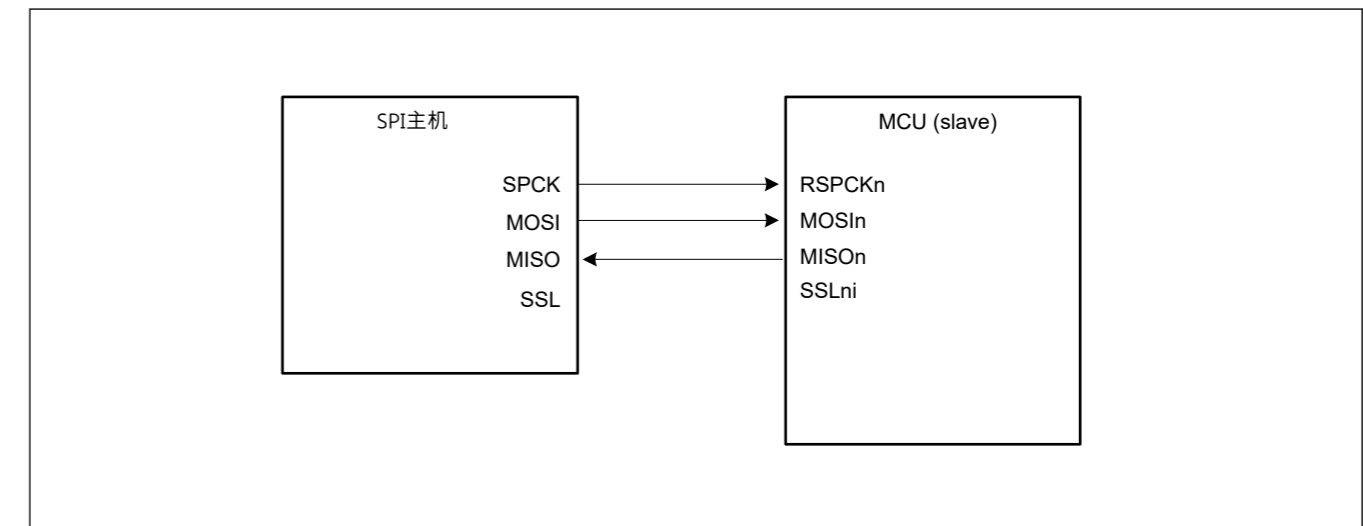 SPI主机
SPCK
MOSI
MISO
SSL
MCU (slave)
RSPCKn
MOSIn
MISOn
SSLni